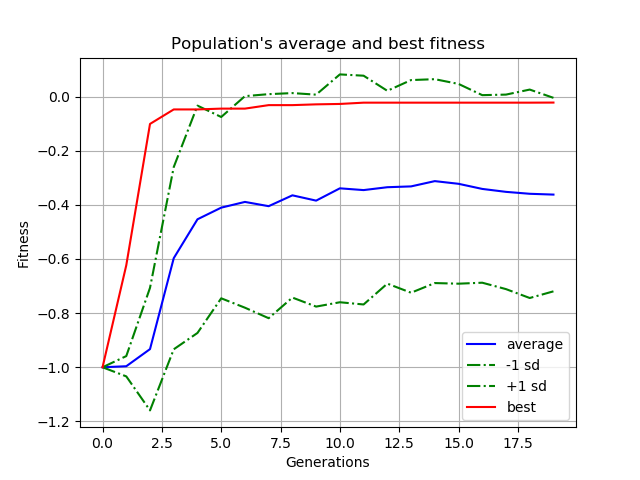 Population's average and best fitness
Fitness
0.0
−0.2
−0.4
−0.6
−0.8
−1.0
−1.2
average
-1 sd
+1 sd
best
0.0 2.5 5.0 7.5 10.0 12.5 15.0 17.5
Generations